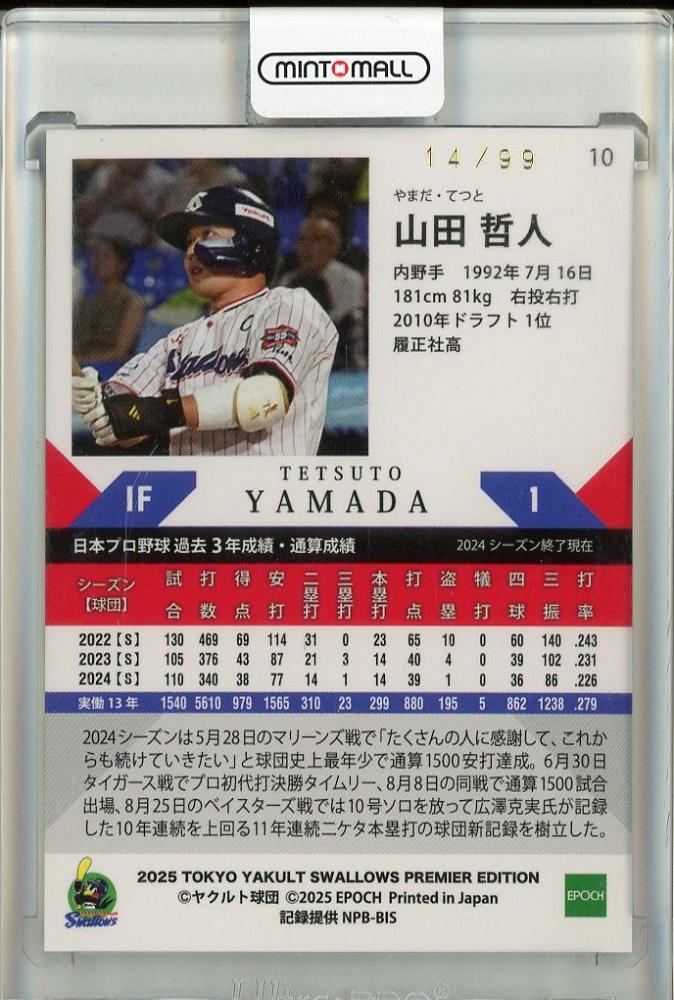 MINTOMALL
14/99 10
やまだ・てつと
山田 哲人
内野手 1992年 7月 16日
181cm 81kg 右投右打
2010年ドラフト 1位
履正社高
TETSUTO
YAMADA
IF
1
日本プロ野球 過去 3年成績・通算成績 2024 シーズン終了現在
シーズン【球団】 試合 打数 得点 安打 二塁打 三塁打 本塁打 打点 盗塁 犠打 四球 三振 打率
2022【S】 130 469 69 114 31 0 23 65 10 0 60 140 .243
2023【S】 105 376 43 87 21 3 14 40 4 0 39 102 .231
2024【S】 110 340 38 77 14 1 14 39 1 0 36 86 .226
実働 13 年 1540 5610 979 1565 310 23 299 880 195 5 862 1238 .279
2024シーズンは5月28日のマリーンズ戦で「たくさんの人に感謝して、これか
らも続けていきたい」と球団史上最年少で通算1500安打達成。6月30日
タイガース戦でプロ初代打決勝タイムリー、8月8日の同戦で通算1500試合
出場、8月25日のベイスターズ戦では10号ソロを放って広澤克実氏が記録
した10年連続を上回る11年連続二ケタ本塁打の球団新記録を樹立した。
2025 TOKYO YAKULT SWALLOWS PREMIER EDITION
©ヤクルト球団 ©2025 EPOCH Printed in Japan
記録提供 NPB-BIS
Swallows
EPOCH